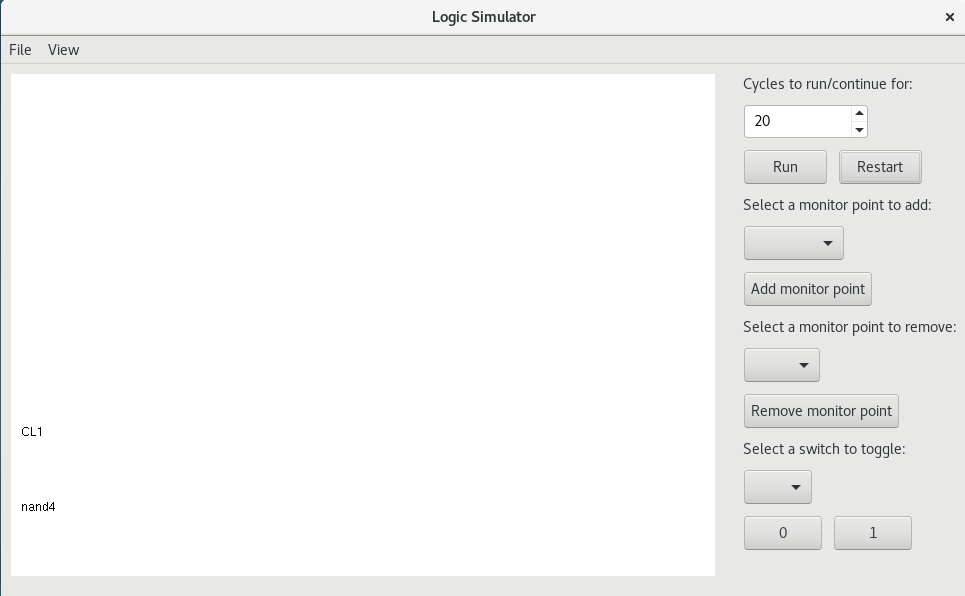 Logic Simulator
File View
Cycles to run/continue for:
20
Run Restart
Select a monitor point to add:
Add monitor point
Select a monitor point to remove:
Remove monitor point
CL1
Select a switch to toggle:
nand4
0 1